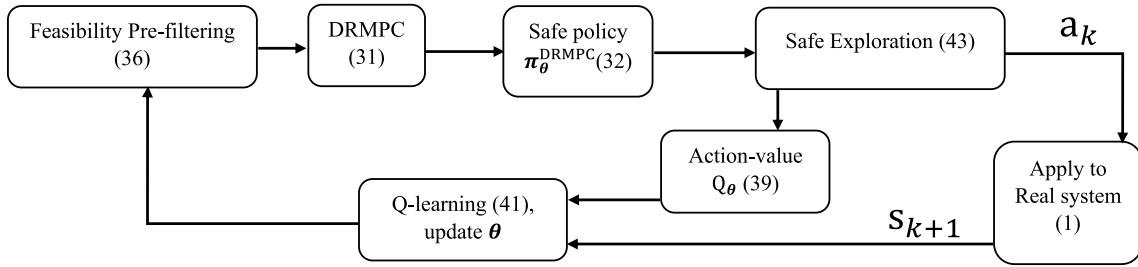 Feasibility Pre-filtering
(36)
DRMPC
(31)
Safe policy
π_θ^DRMPC(32)
Safe Exploration (43)
a_k
Action-value
Q_θ (39)
Apply to
Real system
(1)
Q-learning (41),
update θ
s_{k+1}